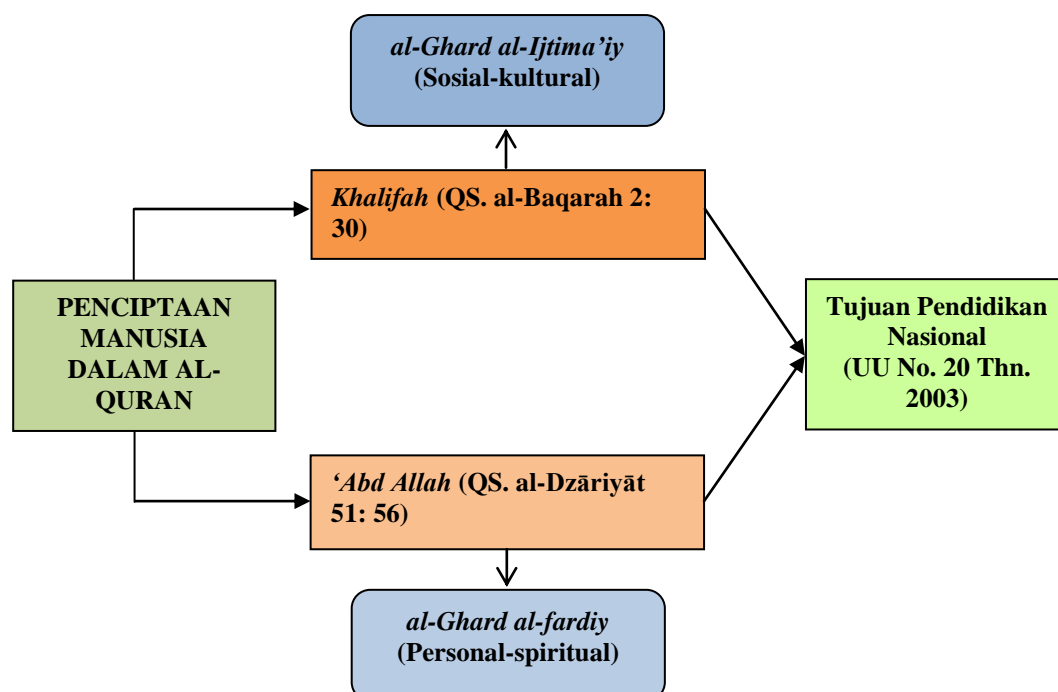 al-Ghard al-Ijtima’iy
(Sosial-kultural)
Khalifah (QS. al-Baqarah 2:
30)
PENCIPTAAN
MANUSIA
DALAM AL-
QURAN
Tujuan Pendidikan
Nasional
(UU No. 20 Thn.
2003)
‘Abd Allah (QS. al-Dzāriyāt
51: 56)
al-Ghard al-fardiy
(Personal-spiritual)